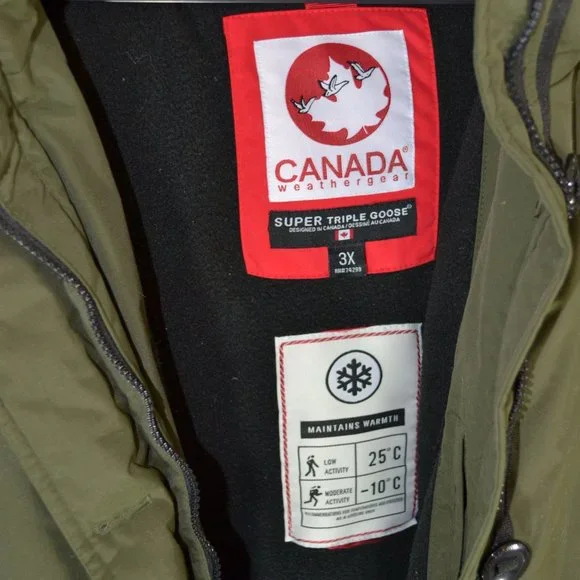 CANADA®
weathergear
SUPER TRIPLE GOOSE
DESIGNED IN CANADA/DESSINÉ AU CANADA
3X
MAINTAINS WARMTH
LOW ACTIVITY
25°C
MODERATE ACTIVITY
-10°C